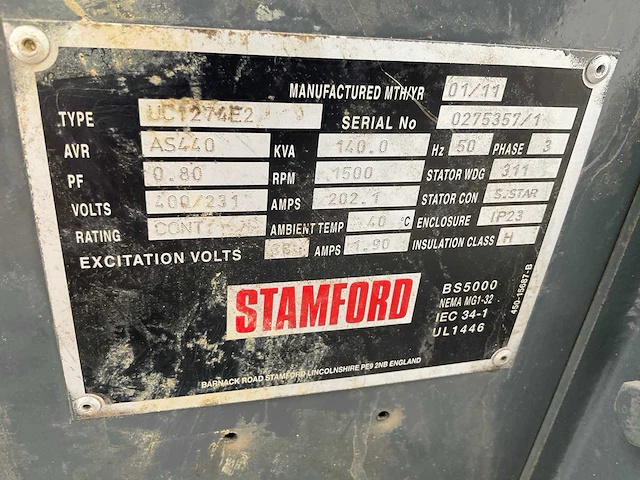 MANUFACTURED MTH/YR 01/11
TYPE UCI274E2 SERIAL No 0275357/1
AVR AS440 KVA 140.0 Hz 50 PHASE 3
PF 0.80 RPM 1500 STATOR WDG 311
VOLTS 400/231 AMPS 202.1 STATOR CON S.STAR
RATING AMBIENT TEMP 40 °C ENCLOSURE IP23
EXCITATION VOLTS AMPS 1.90 INSULATION CLASS H
STAMFORD
BS5000
NEMA MG1-32
IEC 34-1
UL1446
450-15687-B
BARNACK ROAD STAMFORD LINCOLNSHIRE PE9 2NB ENGLAND